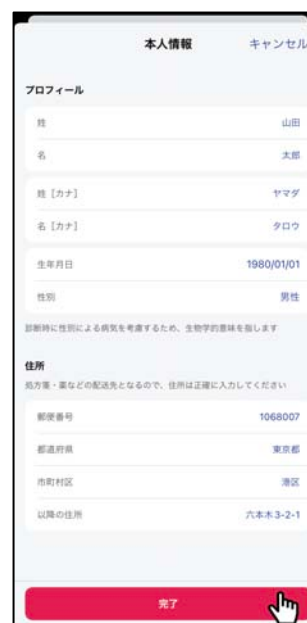 本人情報 キャンセル
プロフィール
姓 山田
名 太郎
姓 [カナ] ヤマダ
名 [カナ] タロウ
生年月日 1980/01/01
性別 男性
診断時に性別による病気を考慮するため、生物学的意味を指します
住所
処方箋・薬などの配送先となるので、住所は正確に入力してください
郵便番号 1068007
都道府県 東京都
市町村区 港区
以降の住所 六本木3-2-1
完了